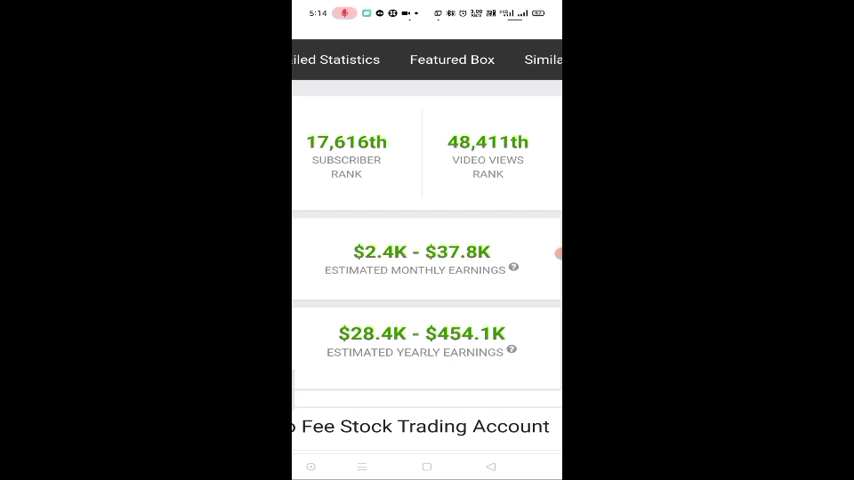 5:14
iled Statistics Featured Box Simila
17,616th 48,411th
SUBSCRIBER RANK VIDEO VIEWS RANK
$2.4K - $37.8K
ESTIMATED MONTHLY EARNINGS
$28.4K - $454.1K
ESTIMATED YEARLY EARNINGS
Fee Stock Trading Account